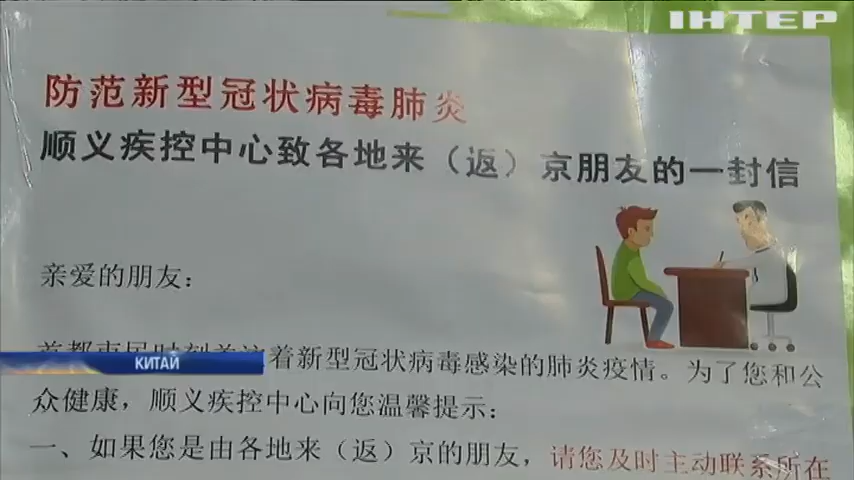 ІНТЕР
防范新型冠状病毒肺炎
顺义疾控中心致各地来（返）京朋友的一封信
亲爱的朋友：
着新型冠状病毒感染的肺炎疫情。为了您和公
КИТАЙ
众健康，顺义疾控中心向您温馨提示：
一、如果您是由各地来（返）京的朋友，请您及时主动联系所在